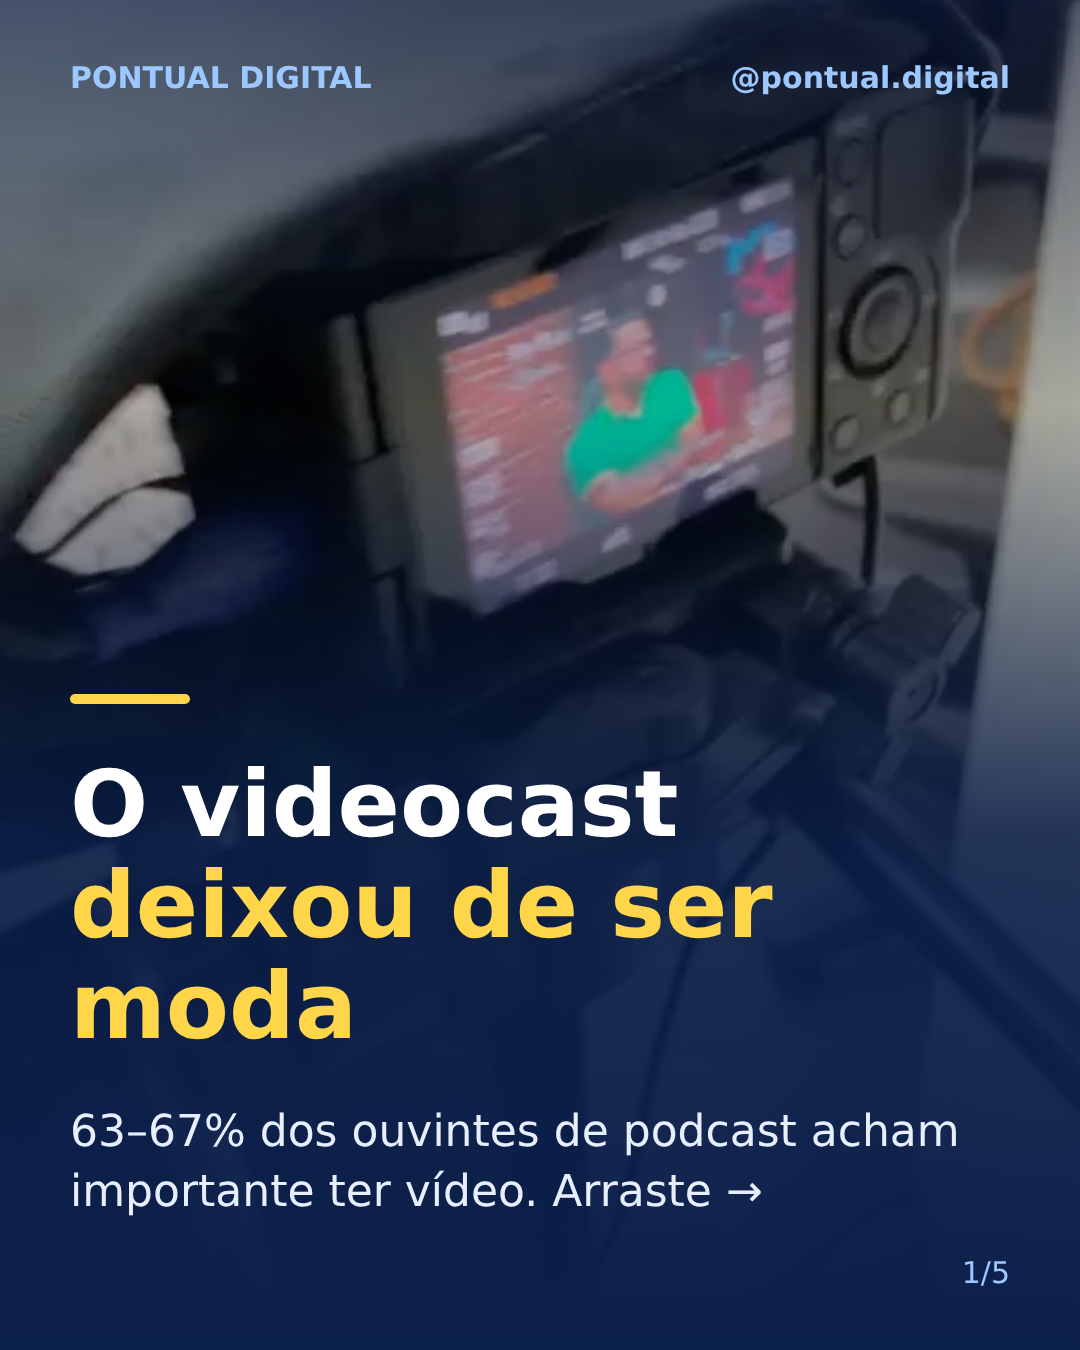 PONTUAL DIGITAL
@pontual.digital
O videocast
deixou de ser
moda
63–67% dos ouvintes de podcast acham
importante ter vídeo. Arraste →
1/5